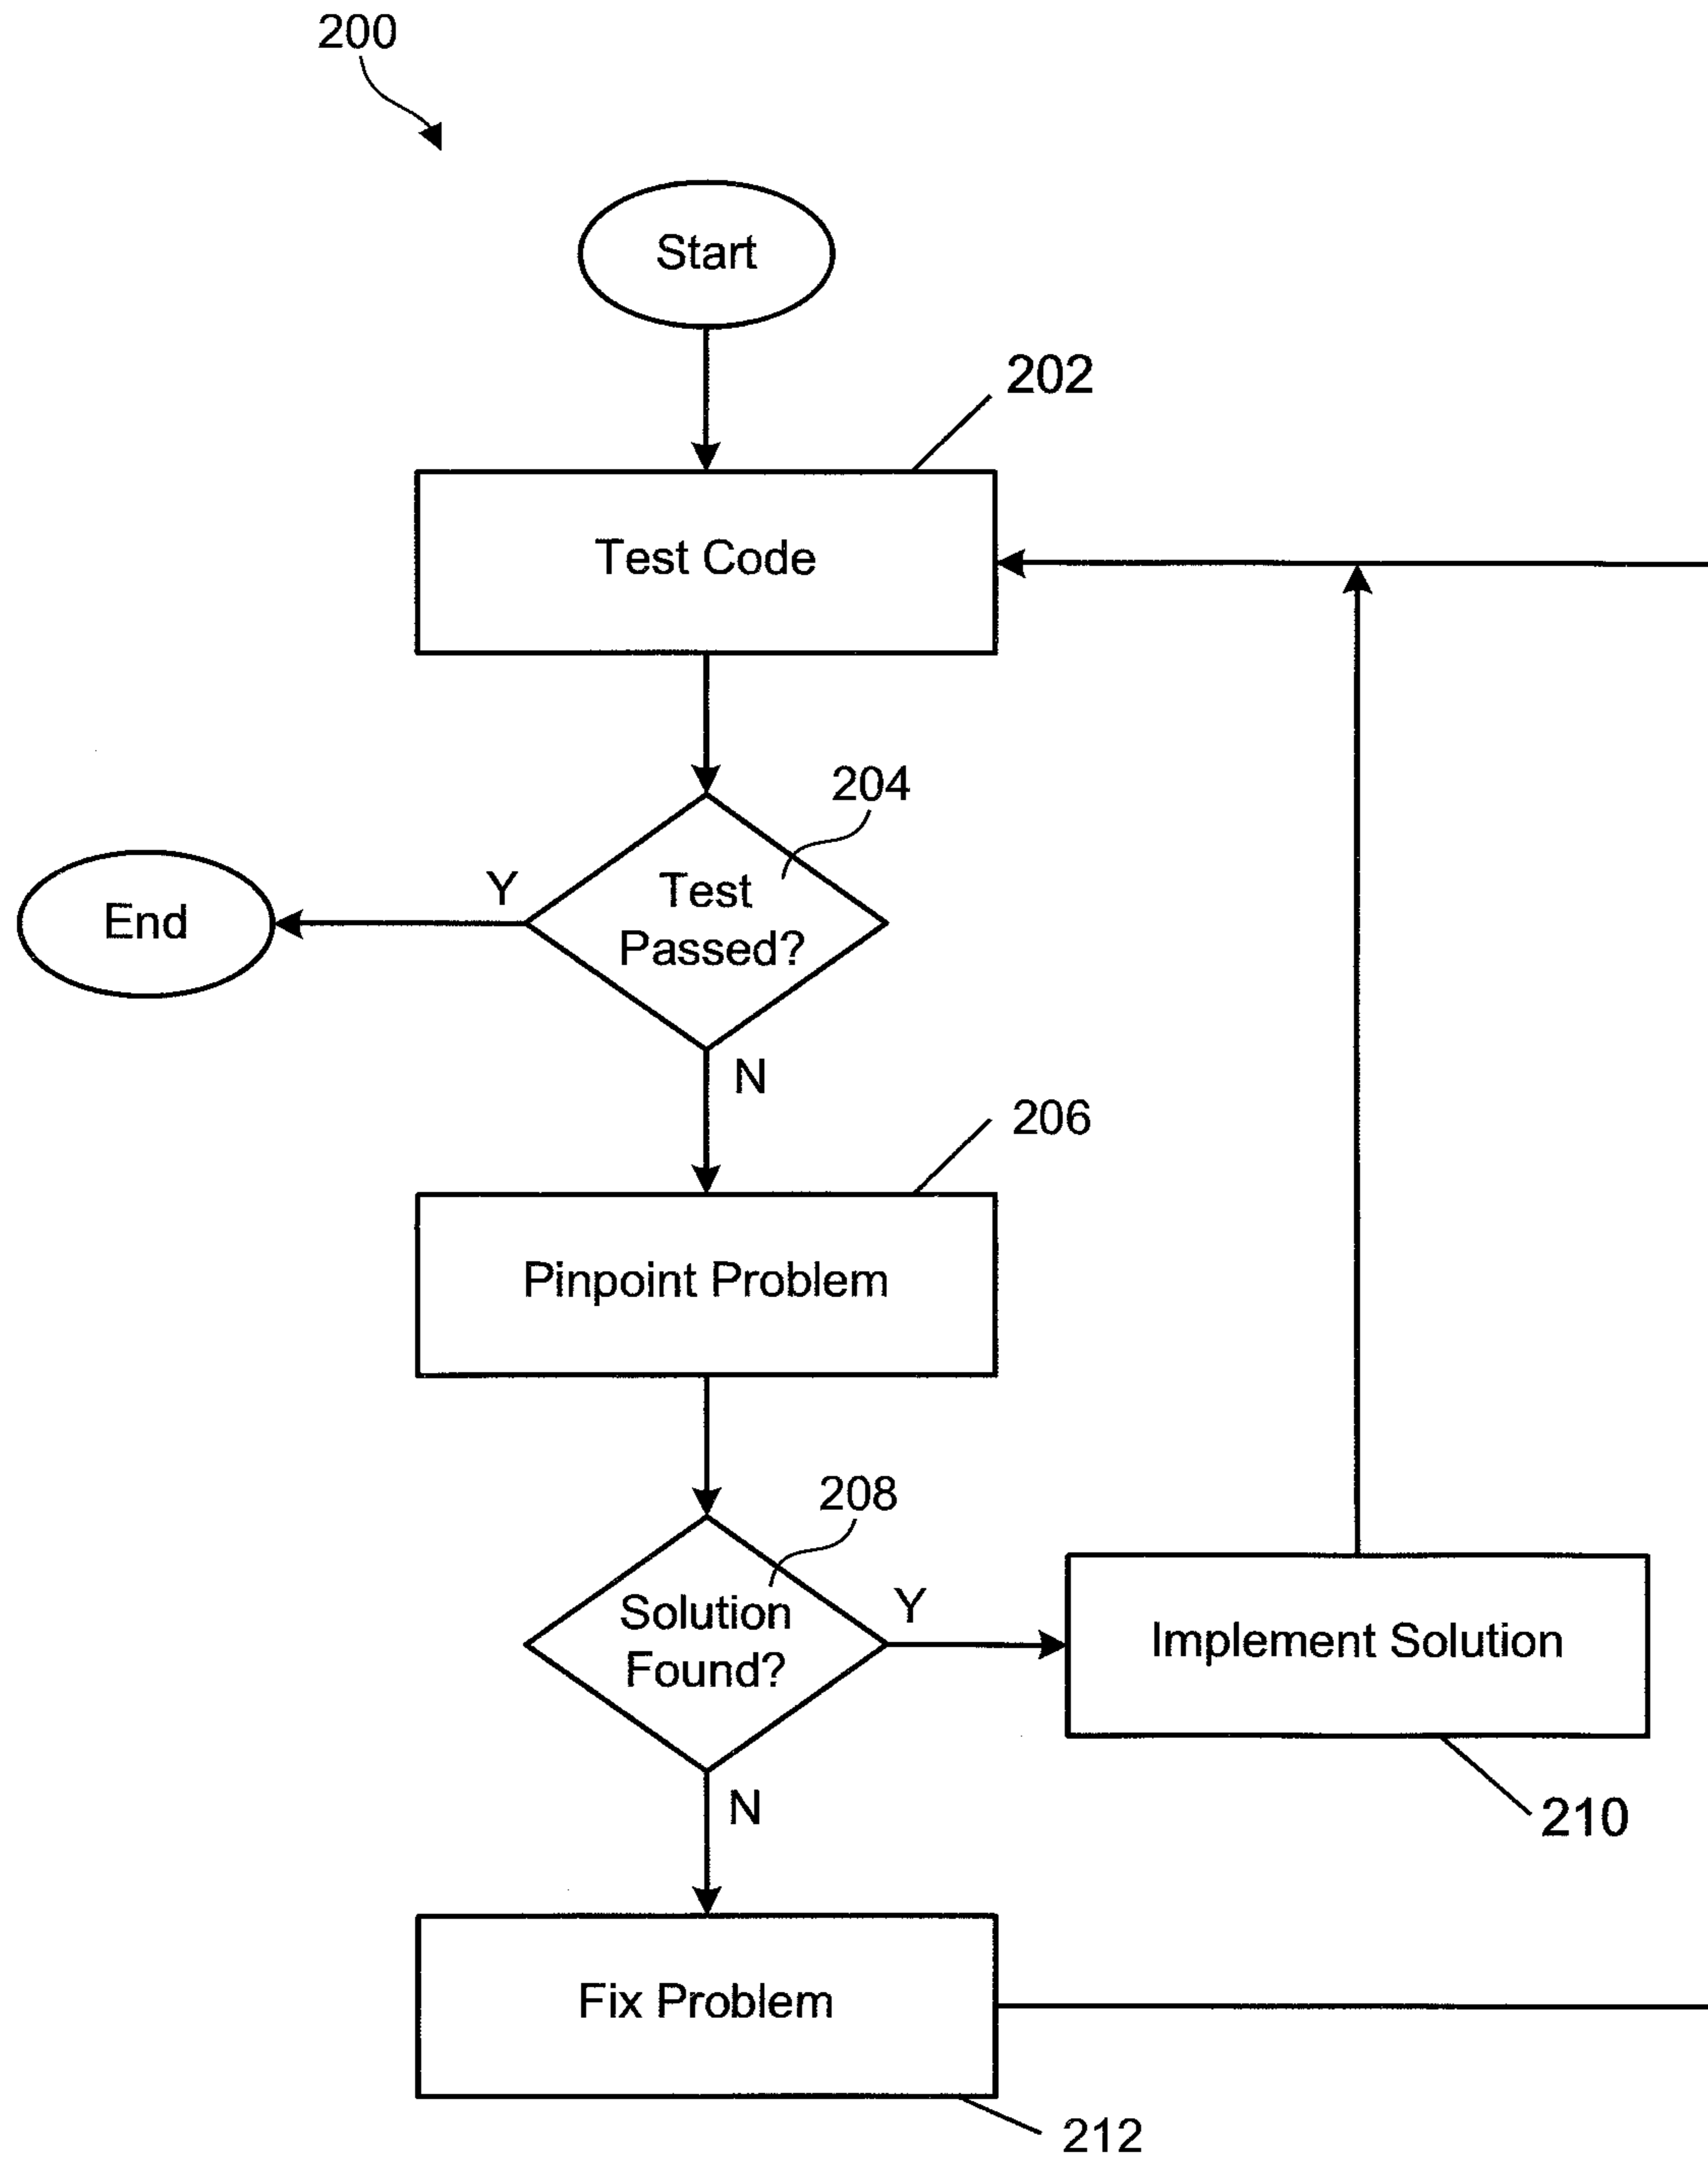 200
Start
202
Test Code
204
Test
Passed?
Y
End
N
206
Pinpoint Problem
208
Solution
Found?
Y
Implement Solution
210
N
Fix Problem
212